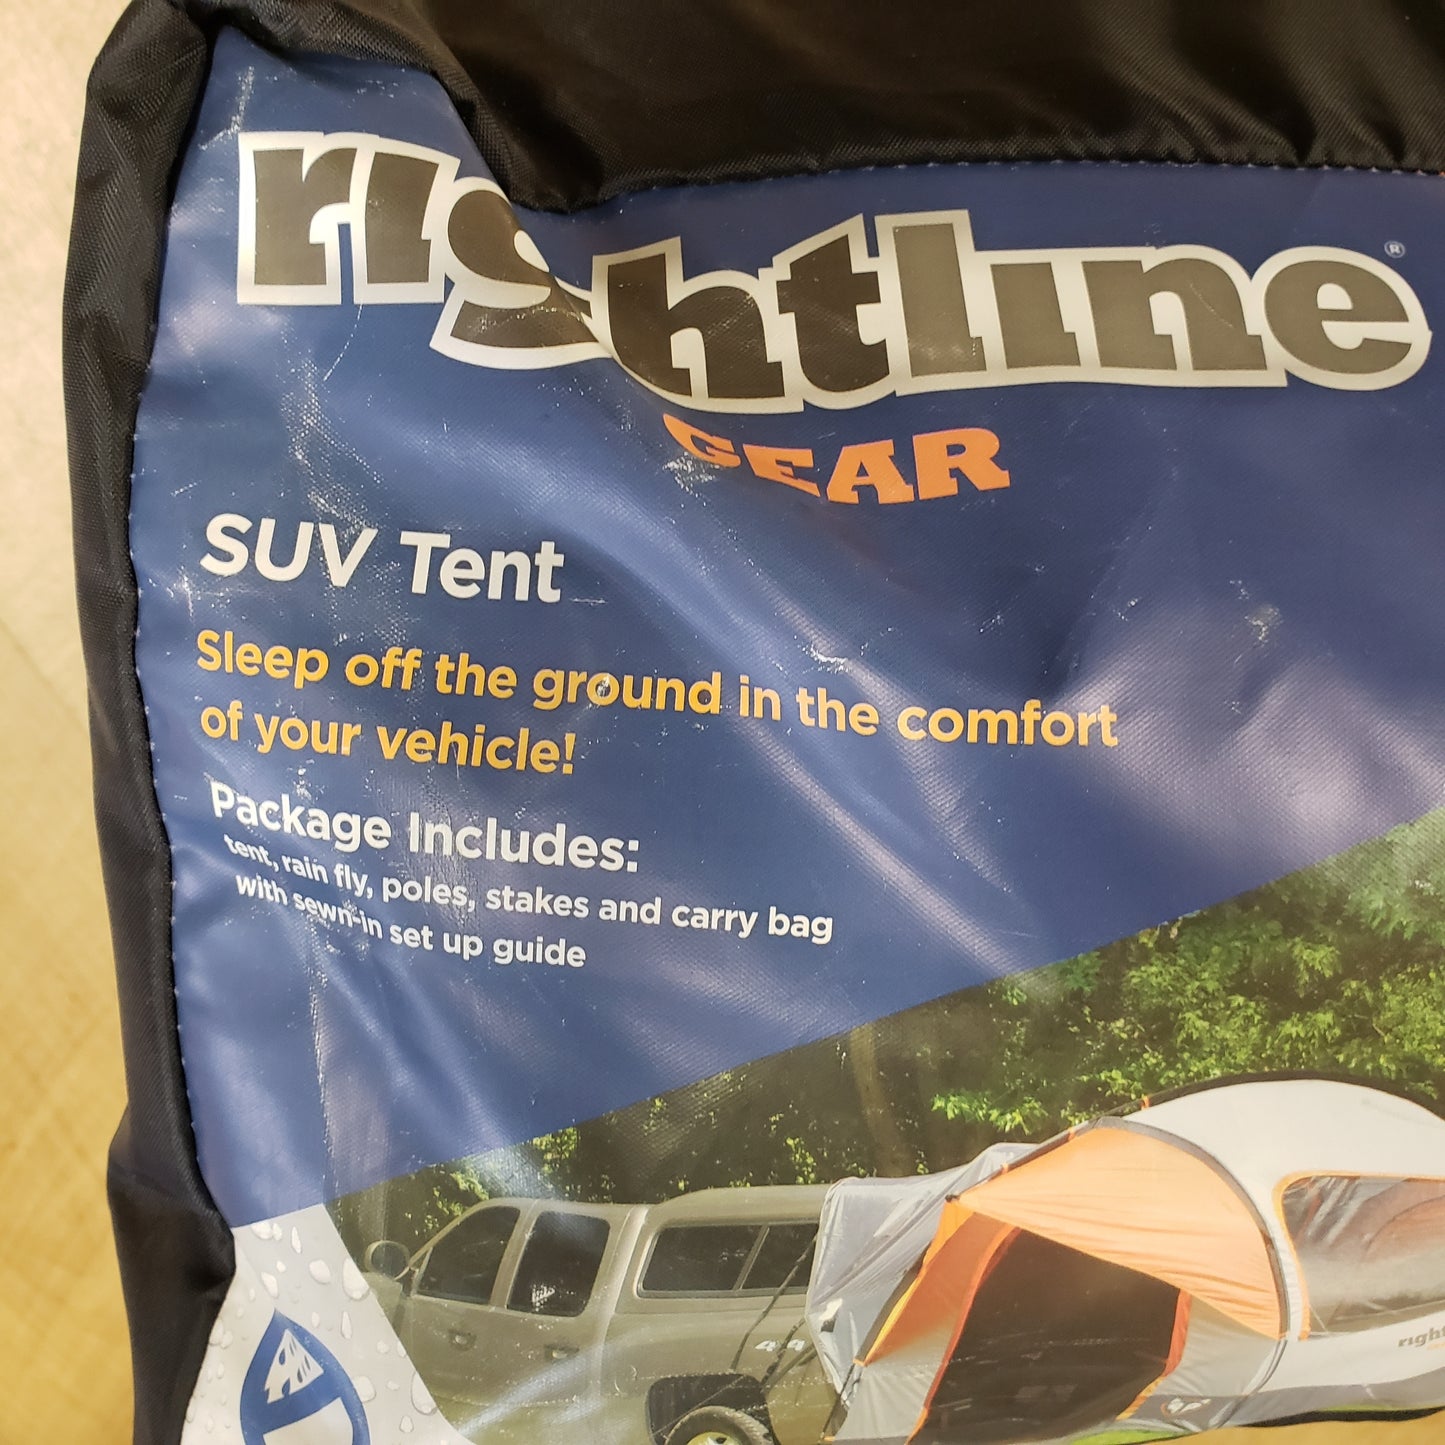 rightline®
GEAR
SUV Tent
Sleep off the ground in the comfort
of your vehicle!
Package Includes:
tent, rain fly, poles, stakes and carry bag
with sewn-in set up guide
4x4